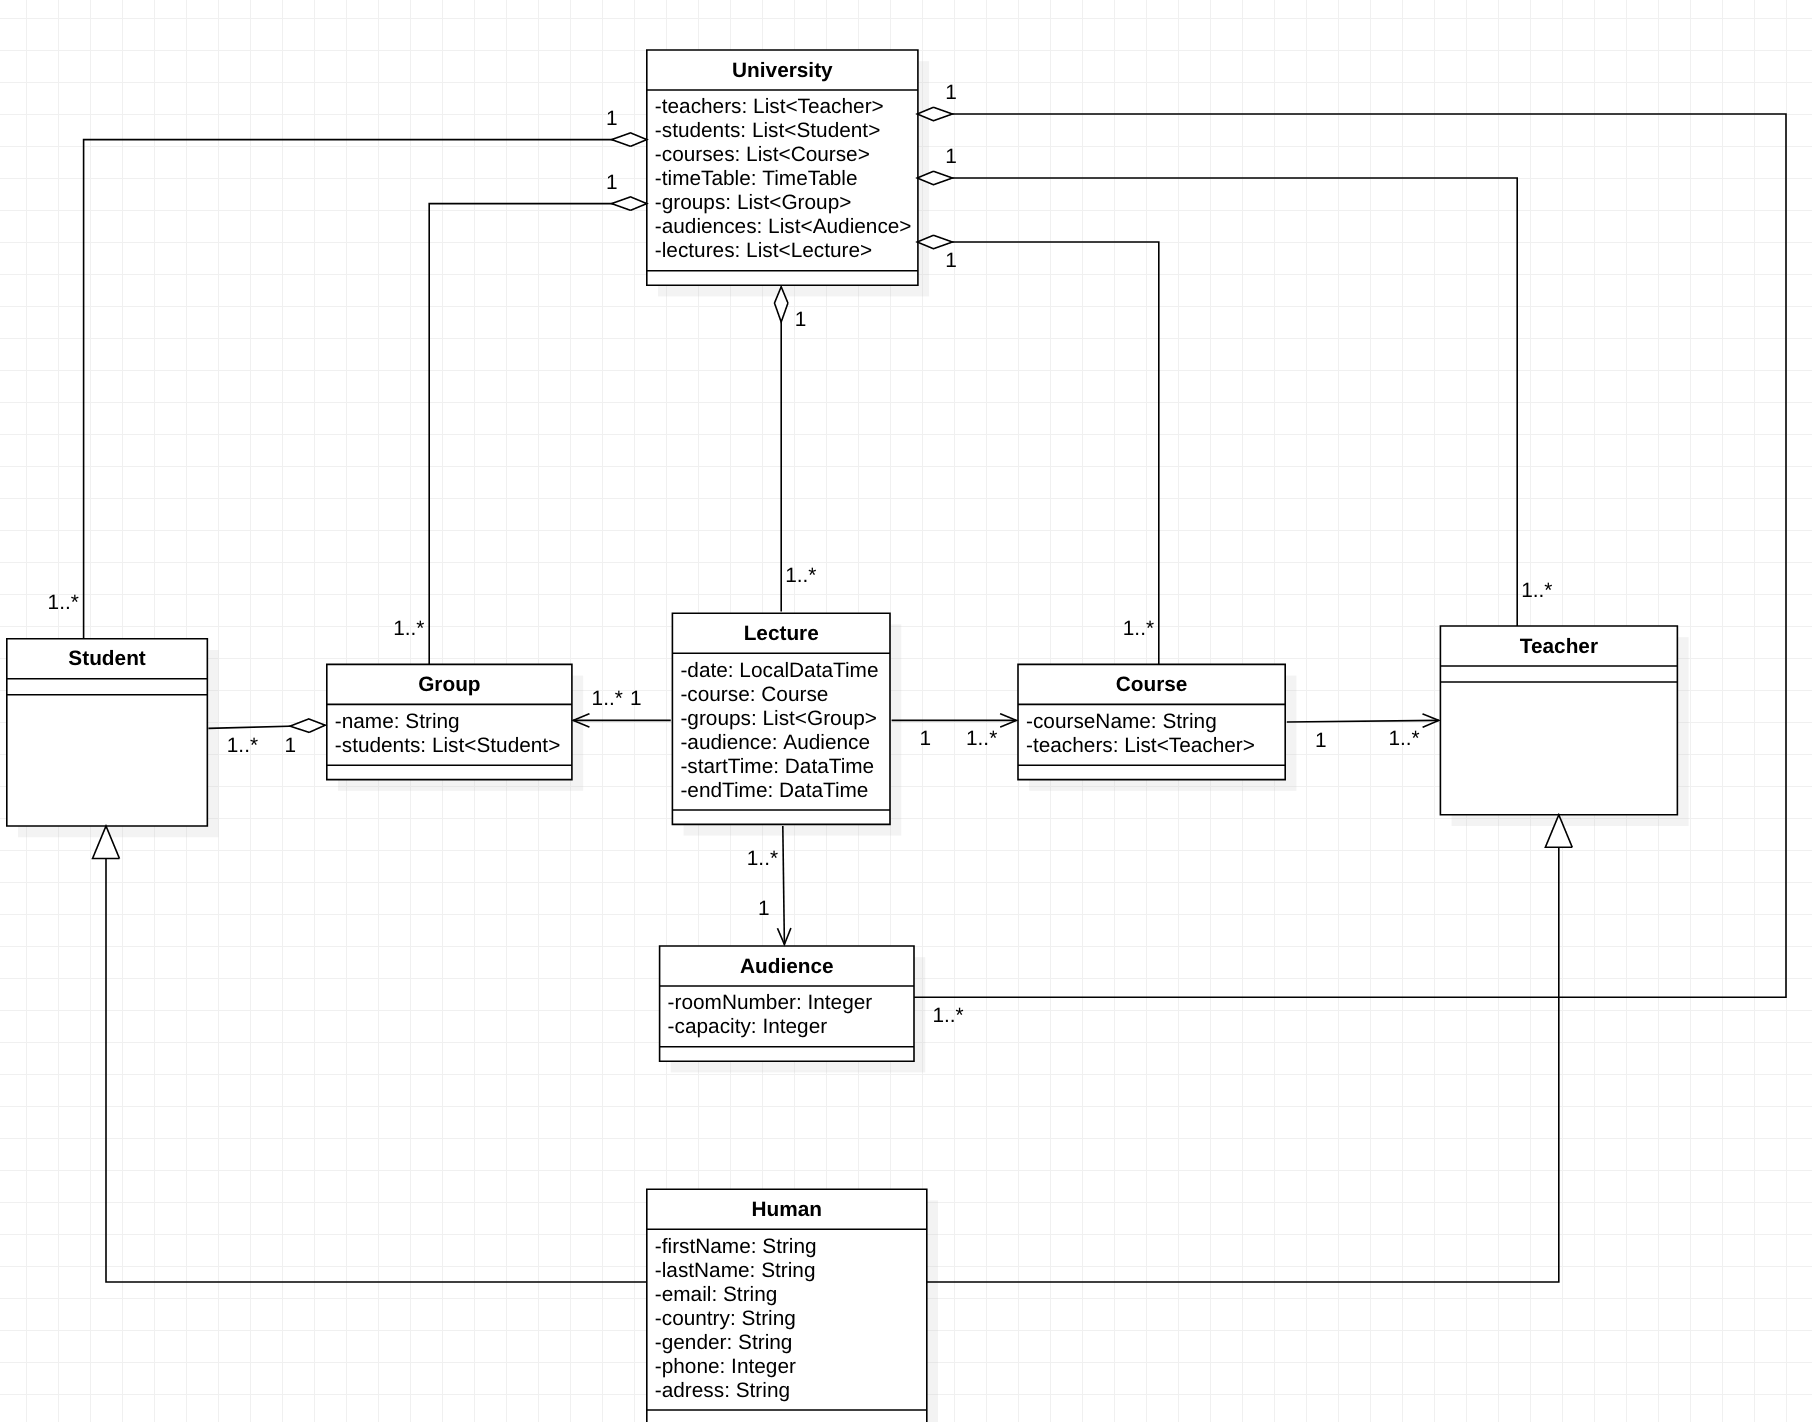 University
-teachers: List<Teacher>
-students: List<Student>
-courses: List<Course>
-timeTable: TimeTable
-groups: List<Group>
-audiences: List<Audience>
-lectures: List<Lecture>
1
1
1
1
1
1
1..*
1..*
1..*
1..*
1..*
Student
1..*
1
Group
-name: String
-students: List<Student>
1..*
1
Lecture
-date: LocalDataTime
-course: Course
-groups: List<Group>
-audience: Audience
-startTime: DataTime
-endTime: DataTime
1
1..*
Course
-courseName: String
-teachers: List<Teacher>
1
1..*
Teacher
1..*
1
Audience
-roomNumber: Integer
-capacity: Integer
1..*
Human
-firstName: String
-lastName: String
-email: String
-country: String
-gender: String
-phone: Integer
-adress: String